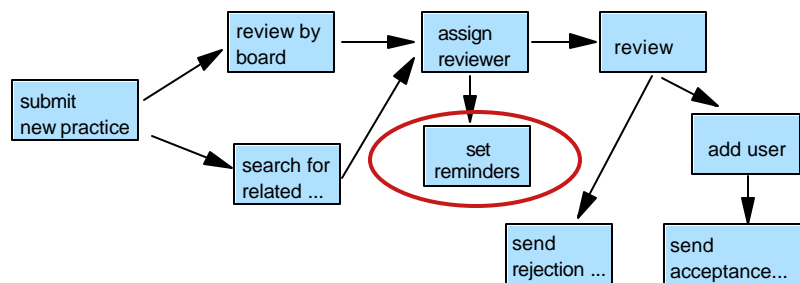 review by
board
assign
reviewer
review
submit
new practice
search for
related ...
set
reminders
add user
send
rejection ...
send
acceptance...